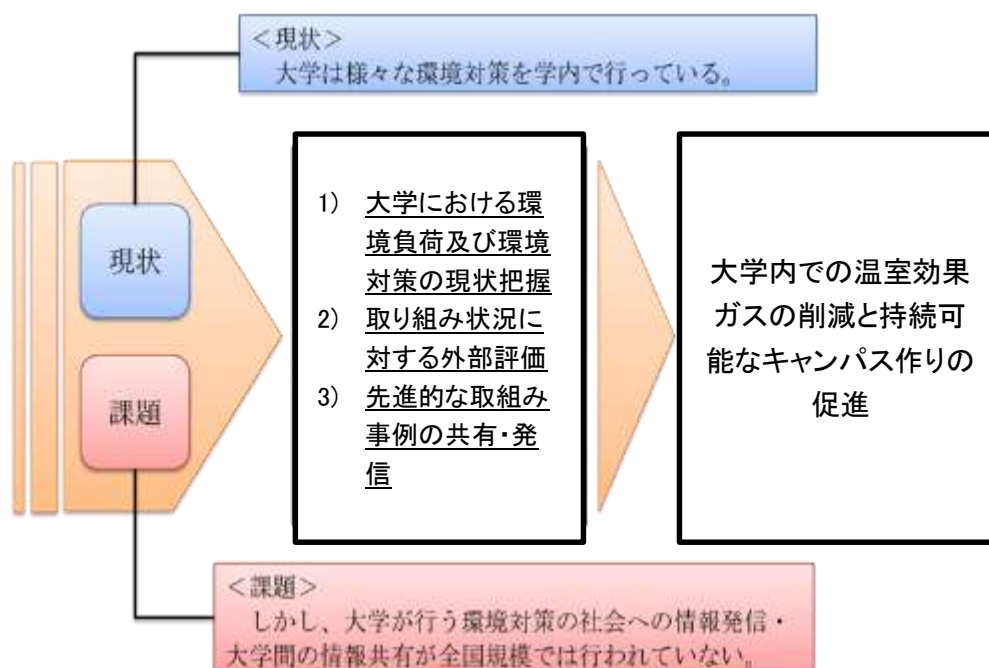 ＜現状＞
大学は様々な環境対策を学内で行っている。
現状
課題
1) 大学における環
境負荷及び環境
対策の現状把握
2) 取り組み状況に
対する外部評価
3) 先進的な取組み
事例の共有・発
信
大学内での温室効果
ガスの削減と持続可
能なキャンパス作りの
促進
＜課題＞
しかし、大学が行う環境対策の社会への情報発信・
大学間の情報共有が全国規模では行われていない。